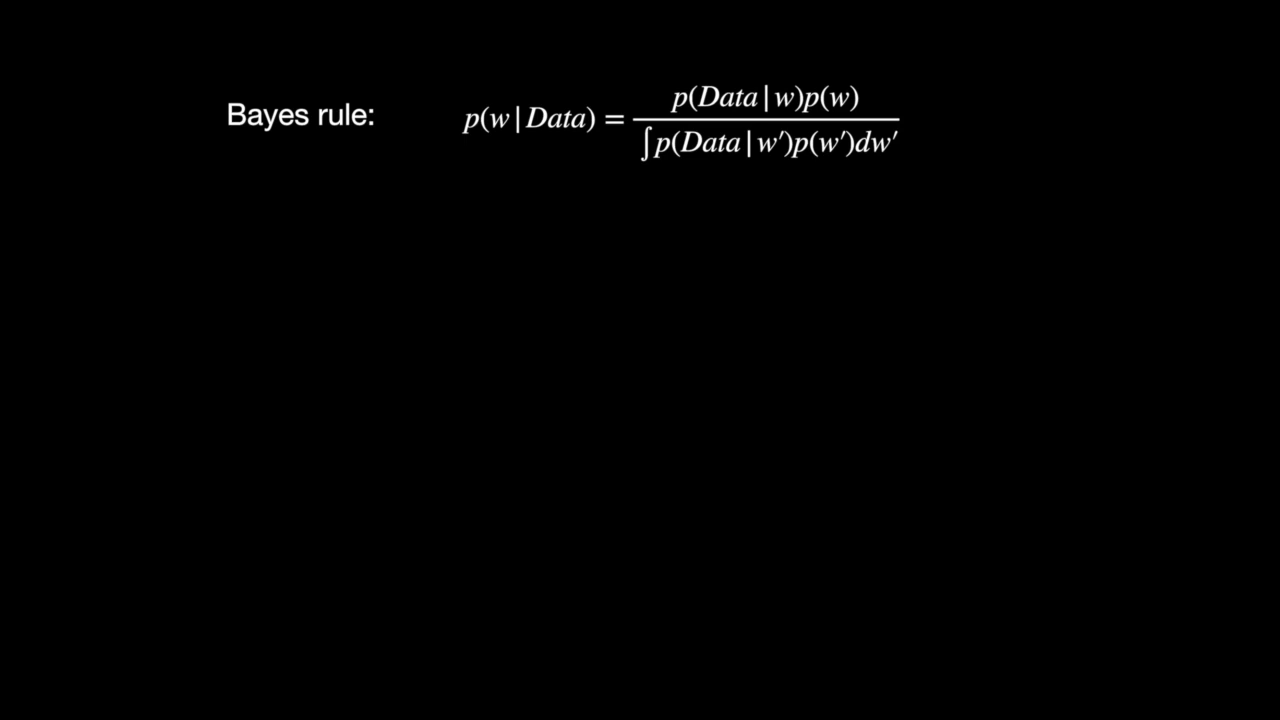 Bayes rule: p(w|Data) = p(Data|w)p(w) / ∫p(Data|w′)p(w′)dw′